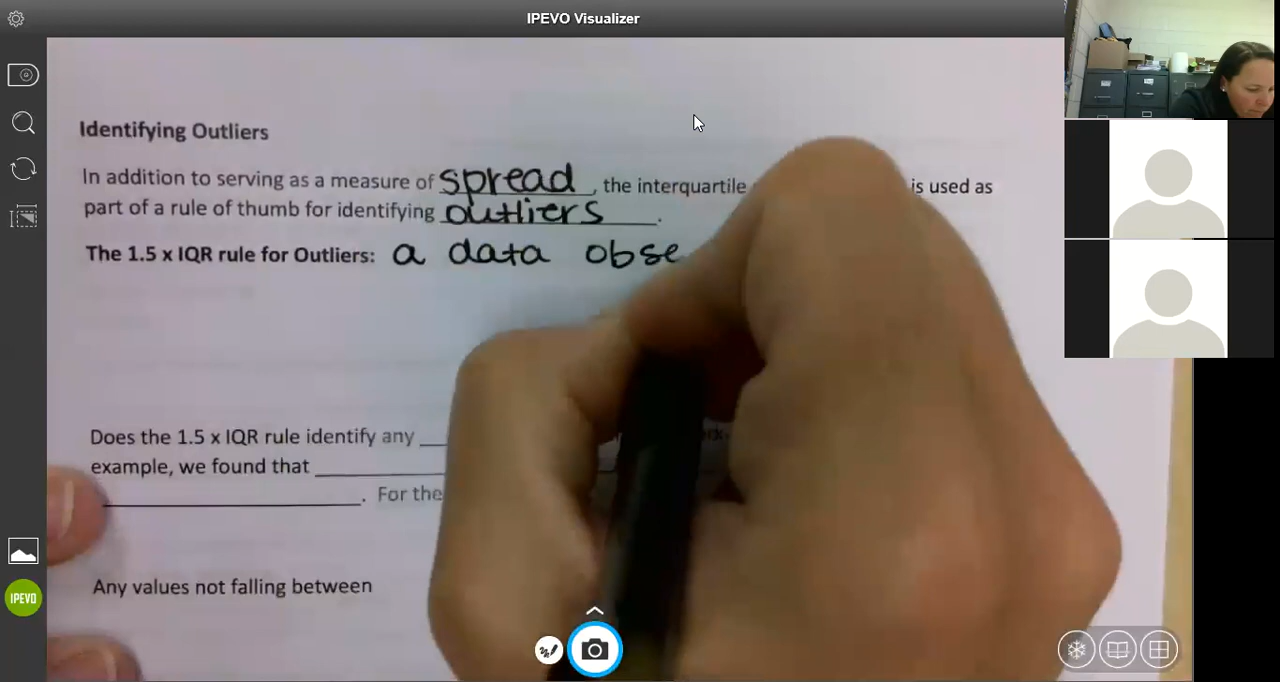 IPEVO Visualizer
Identifying Outliers
In addition to serving as a measure of spread, the interquartile is used as
part of a rule of thumb for identifying outliers.
The 1.5 x IQR rule for Outliers: a data obse
Does the 1.5 x IQR rule identify any
example, we found that
. For the
Any values not falling between
IPEVO